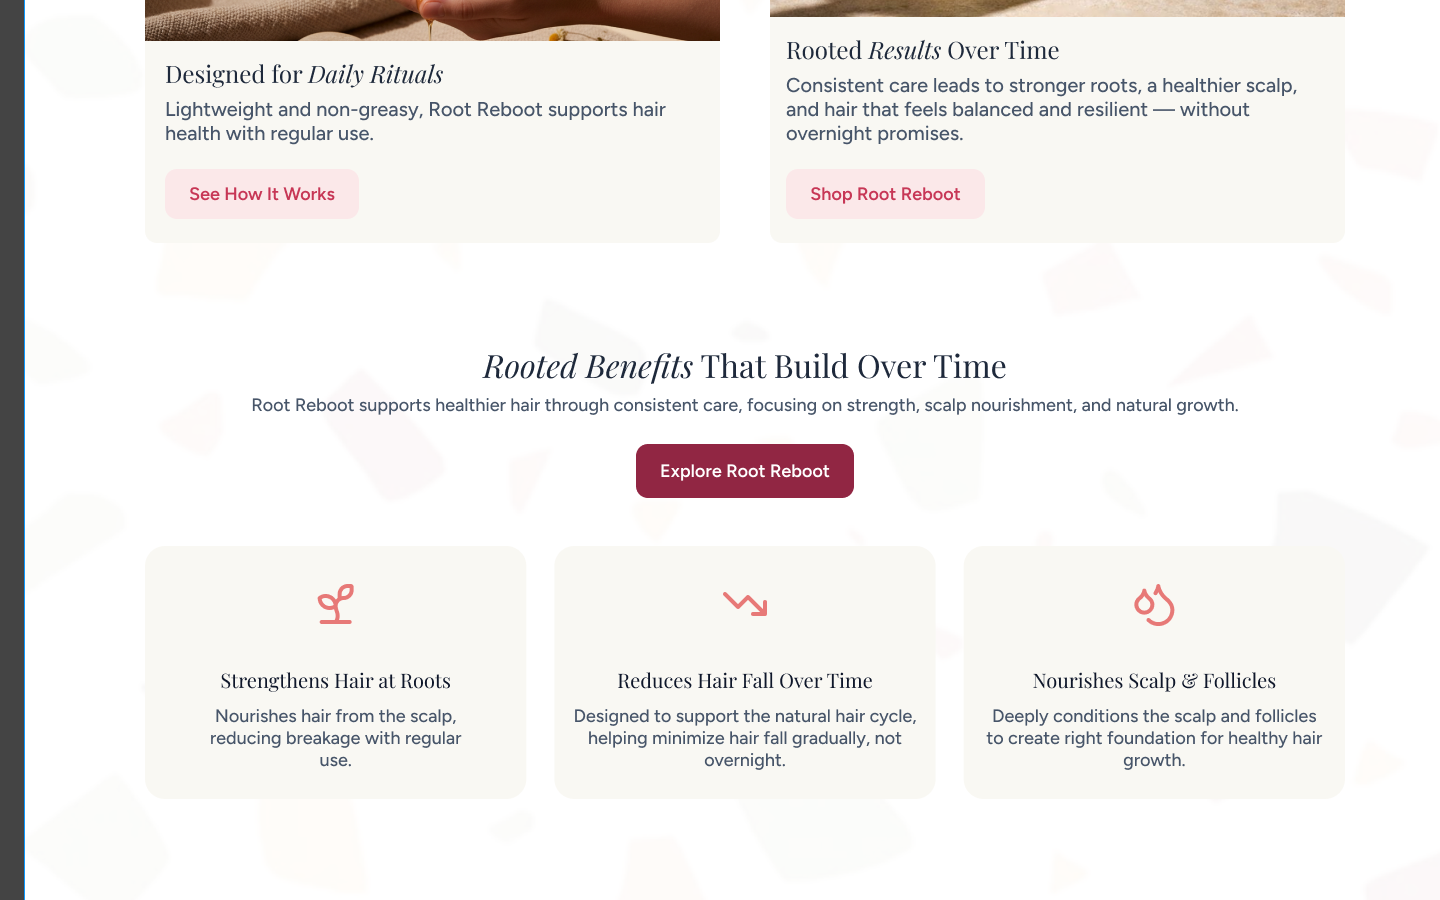 Designed for Daily Rituals
Lightweight and non-greasy, Root Reboot supports hair
health with regular use.
See How It Works
Rooted Results Over Time
Consistent care leads to stronger roots, a healthier scalp,
and hair that feels balanced and resilient — without
overnight promises.
Shop Root Reboot
Rooted Benefits That Build Over Time
Root Reboot supports healthier hair through consistent care, focusing on strength, scalp nourishment, and natural growth.
Explore Root Reboot
Strengthens Hair at Roots
Nourishes hair from the scalp,
reducing breakage with regular
use.
Reduces Hair Fall Over Time
Designed to support the natural hair cycle,
helping minimize hair fall gradually, not
overnight.
Nourishes Scalp & Follicles
Deeply conditions the scalp and follicles
to create right foundation for healthy hair
growth.